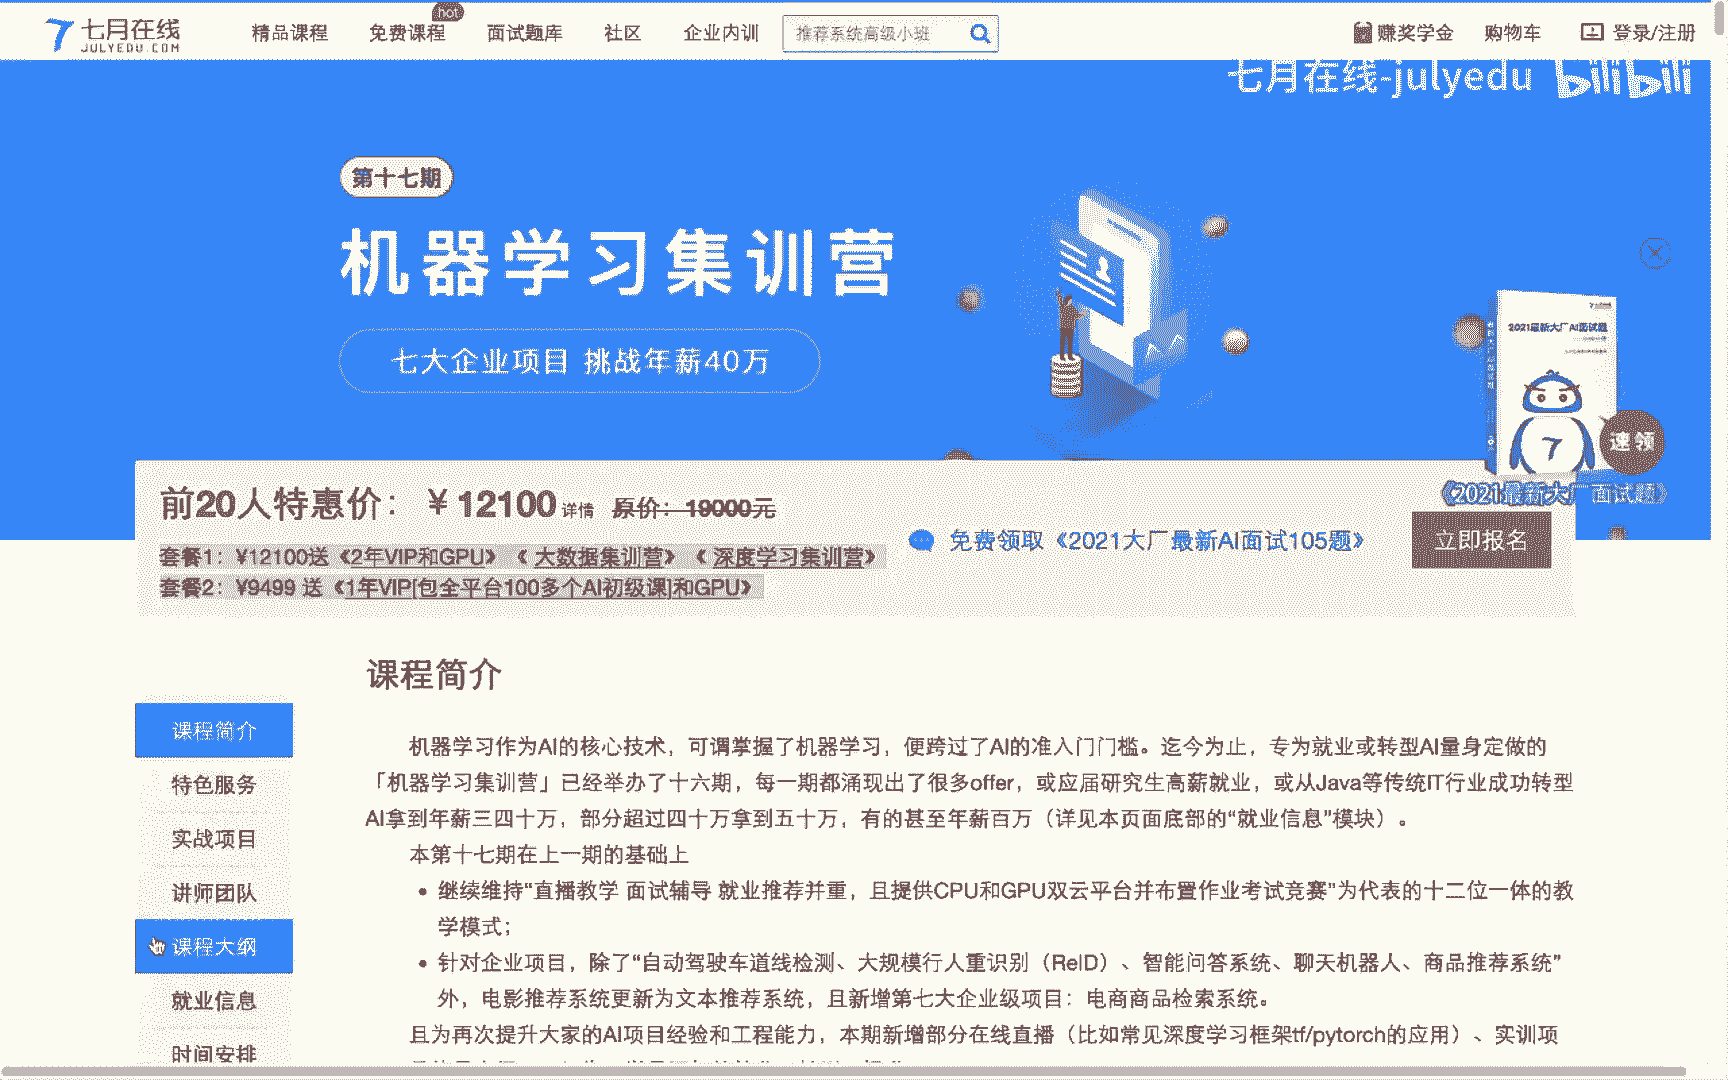 七月在线
JULYEDU.COM
精品课程
免费课程
hot
面试题库
社区
企业内训
推荐系统高级小班
赚奖学金
购物车
登录/注册
七月在线-julyedu bilibili
第十七期
机器学习集训营
七大企业项目 挑战年薪40万
2021最新大厂AI面试题
速领
《2021最新大厂 面试题》
前20人特惠价：￥12100 详情 原价：19000元
套餐1：¥12100送《2年VIP和GPU》《 大数据集训营》《 深度学习集训营》
套餐2：¥9499 送《1年VIP[包全平台100多个AI初级课]和GPU》
免费领取《2021大厂最新AI面试105题》
立即报名
课程简介
特色服务
实战项目
讲师团队
课程大纲
就业信息
时间安排
课程简介
机器学习作为AI的核心技术，可谓掌握了机器学习，便跨过了AI的准入门门槛。迄今为止，专为就业或转型AI量身定做的
「机器学习集训营」已经举办了十六期，每一期都涌现出了很多offer，或应届研究生高薪就业，或从Java等传统IT行业成功转型
AI拿到年薪三四十万，部分超过四十万拿到五十万，有的甚至年薪百万（详见本页面底部的“就业信息”模块）。
本第十七期在上一期的基础上
• 继续维持“直播教学 面试辅导 就业推荐并重，且提供CPU和GPU双云平台并布置作业考试竞赛”为代表的十二位一体的教
学模式；
• 针对企业项目，除了“自动驾驶车道线检测、大规模行人重识别（ReID）、智能问答系统、聊天机器人、商品推荐系统”
外，电影推荐系统更新为文本推荐系统，且新增第七大企业级项目：电商商品检索系统。
且为再次提升大家的AI项目经验和工程能力，本期新增部分在线直播（比如常见深度学习框架tf/pytorch的应用）、实训项